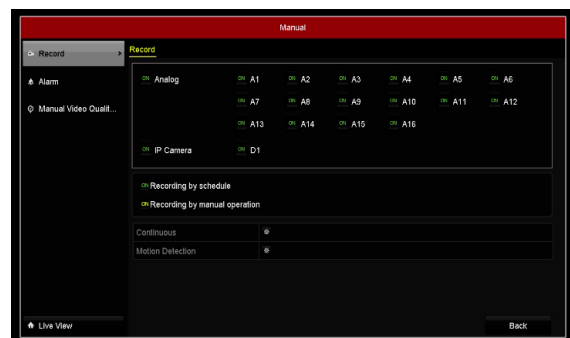 Manual
Record
Alarm
Manual Video Qualit...
Live View
Record
ON Analog ON A1 ON A2 ON A3 ON A4 ON A5 ON A6
ON A7 ON A8 ON A9 ON A10 ON A11 ON A12
ON A13 ON A14 ON A15 ON A16
ON IP Camera ON D1
ON Recording by schedule
ON Recording by manual operation
Continuous
Motion Detection
Back